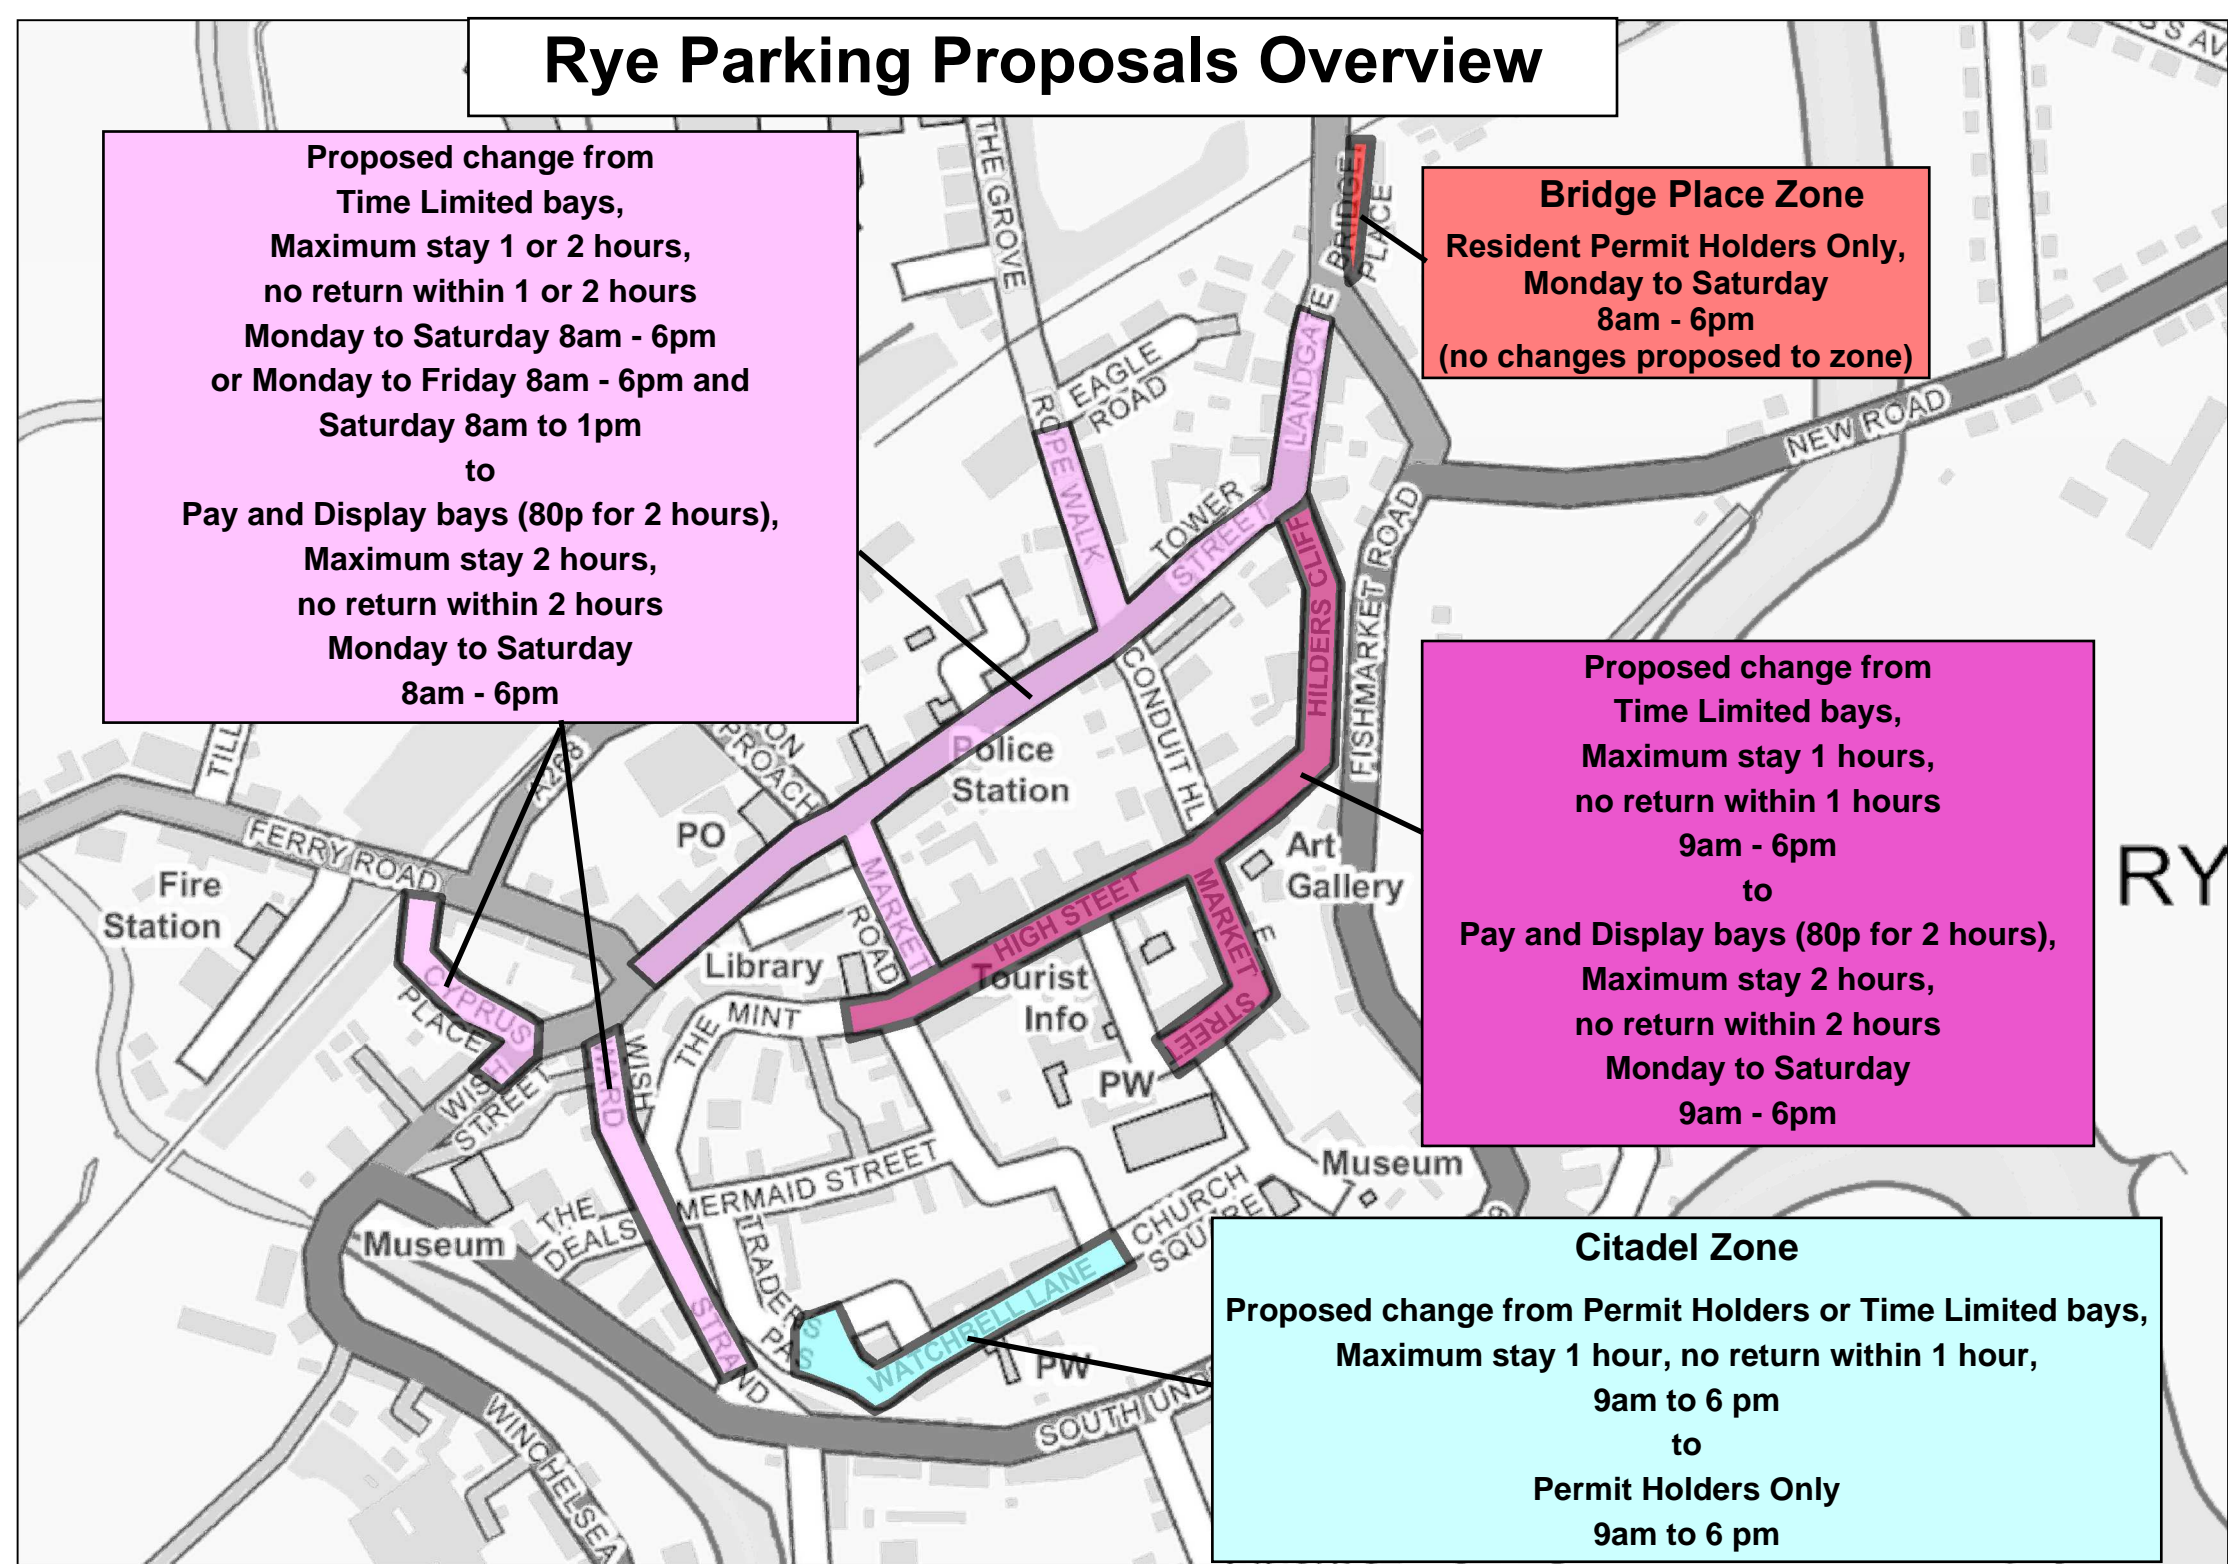 Rye Parking Proposals Overview
Proposed change from
Time Limited bays,
Maximum stay 1 or 2 hours,
no return within 1 or 2 hours
Monday to Saturday 8am - 6pm
or Monday to Friday 8am - 6pm and
Saturday 8am to 1pm
to
Pay and Display bays (80p for 2 hours),
Maximum stay 2 hours,
no return within 2 hours
Monday to Saturday
8am - 6pm
Bridge Place Zone
Resident Permit Holders Only,
Monday to Saturday
8am - 6pm
(no changes proposed to zone)
Proposed change from
Time Limited bays,
Maximum stay 1 hours,
no return within 1 hours
9am - 6pm
to
Pay and Display bays (80p for 2 hours),
Maximum stay 2 hours,
no return within 2 hours
Monday to Saturday
9am - 6pm
Citadel Zone
Proposed change from Permit Holders or Time Limited bays,
Maximum stay 1 hour, no return within 1 hour,
9am to 6 pm
to
Permit Holders Only
9am to 6 pm
THE GROVE
BRIDGE
PLACE
EAGLE
ROAD
ROPE WALK
LANDGATE
NEW ROAD
TOWER
STREET
HILDERS CLIFF
FISHMARKET ROAD
CONDUIT HL
Police
Station
PROACH
A268
TILL
PO
FERRY ROAD
Fire
Station
MARKET
ROAD
Library
HIGH STEET
MARKET
STREET
Art
Gallery
RY
Tourist
Info
THE MINT
CYPRUS
PLACE
WISH
STREET
WISH
WARD
PW
MERMAID STREET
Museum
CHURCH
SQUARE
THE
DEALS
Museum
TRADERS
PAS
S
STRAND
WATCHBELL LANE
PW
SOUTH UND
WINCHELSEA